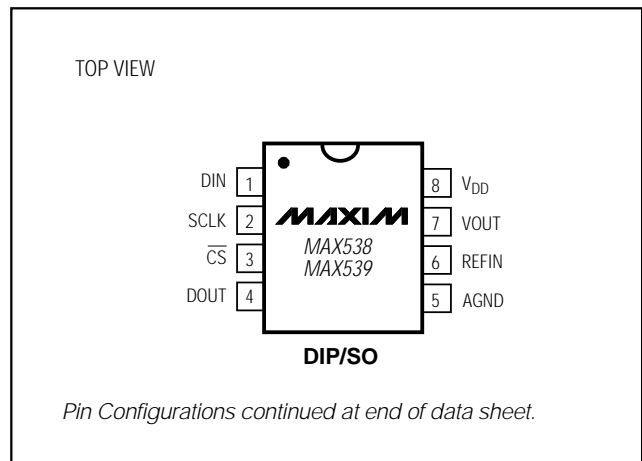 TOP VIEW
DIN 1
SCLK 2
CS 3
DOUT 4
MAXIM
MAX538
MAX539
8 VDD
7 VOUT
6 REFIN
5 AGND
DIP/SO
Pin Configurations continued at end of data sheet.